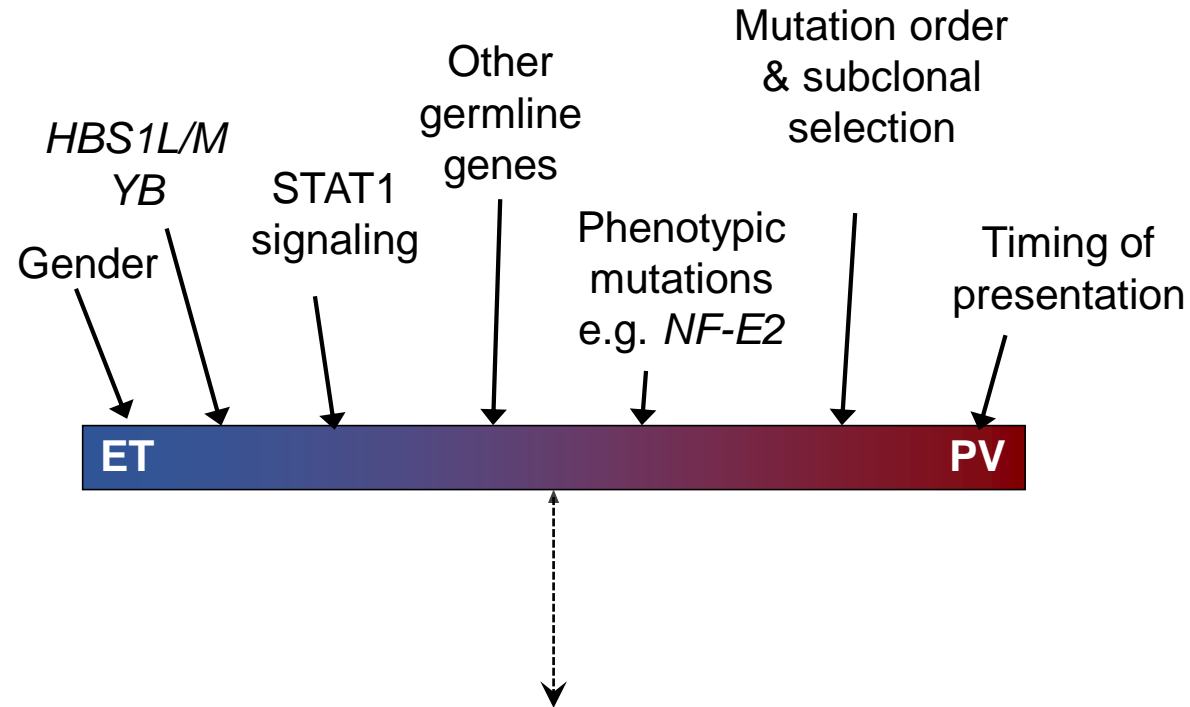 Gender
HBS1L/M
YB
STAT1
signaling
Other
germline
genes
Phenotypic
mutations
e.g. NF-E2
Mutation order
& subclonal
selection
Timing of
presentation
ET
PV